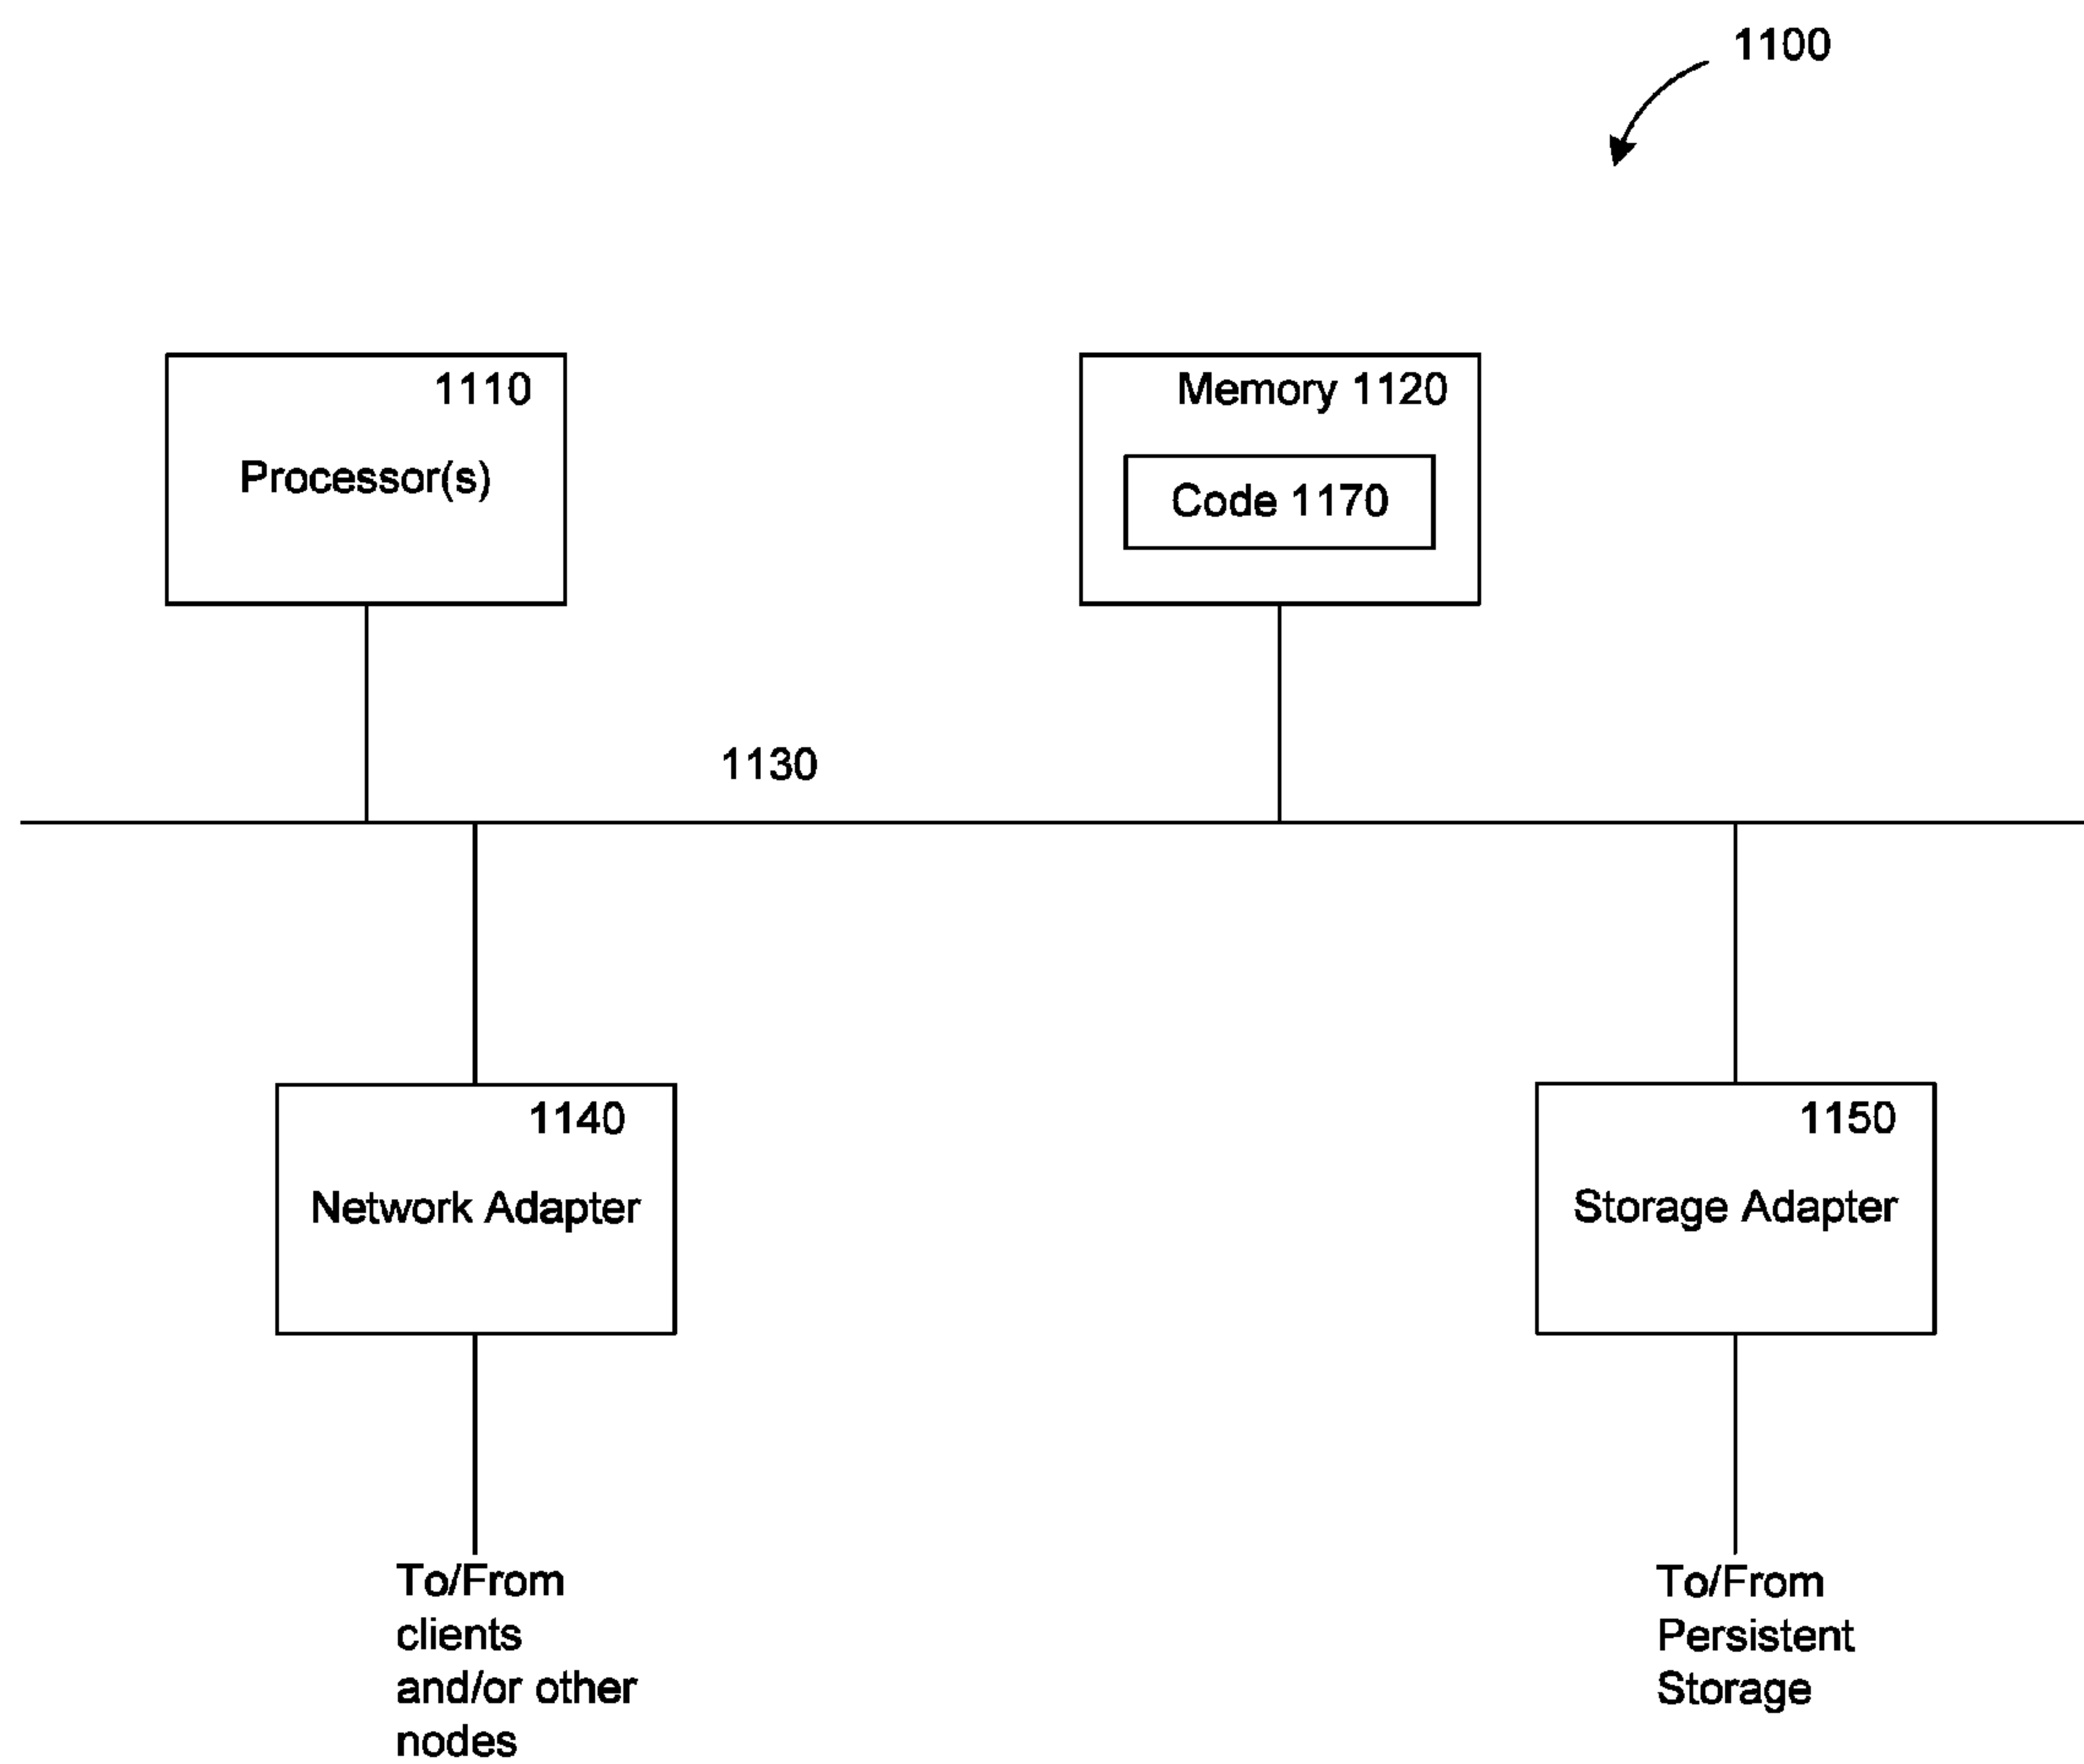 1100
1110
Processor(s)
Memory 1120
Code 1170
1130
1140
Network Adapter
1150
Storage Adapter
To/From
clients
and/or other
nodes
To/From
Persistent
Storage